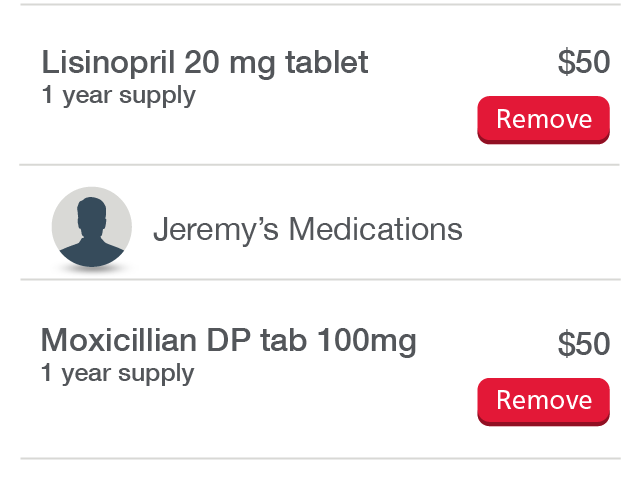 Lisinopril 20 mg tablet $50
1 year supply
Remove
Jeremy’s Medications
Moxicillian DP tab 100mg $50
1 year supply
Remove